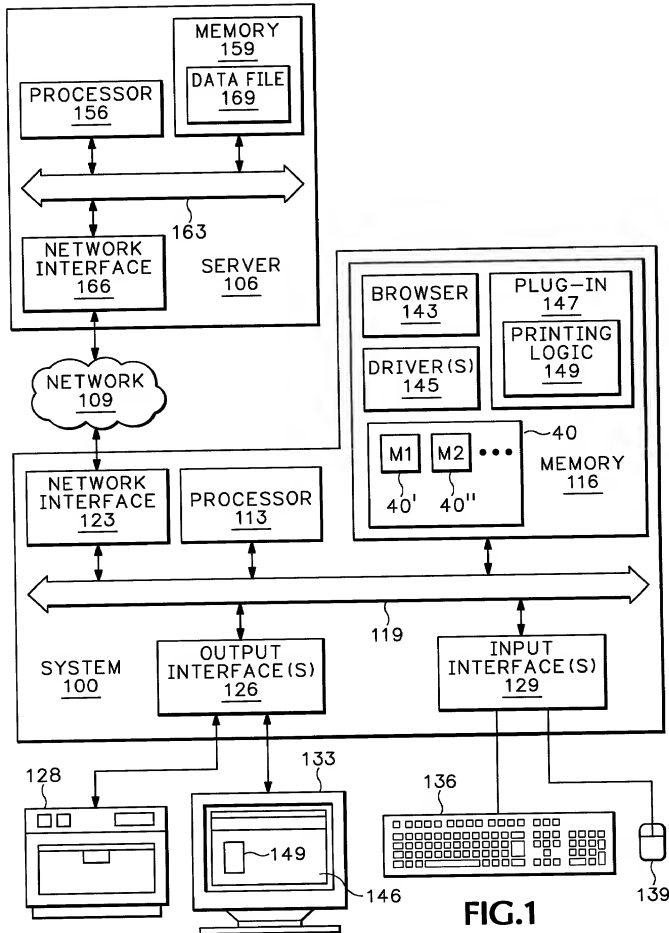 MEMORY
159
DATA FILE
169
PROCESSOR
156
163
NETWORK
INTERFACE
166
SERVER
106
NETWORK
109
BROWSER
143
PLUG-IN
147
PRINTING
LOGIC
149
DRIVER(S)
145
40
M1
M2
•••
40'
40"
MEMORY
116
NETWORK
INTERFACE
123
PROCESSOR
113
119
SYSTEM
100
OUTPUT
INTERFACE(S)
126
INPUT
INTERFACE(S)
129
128
133
149
146
136
139
FIG.1